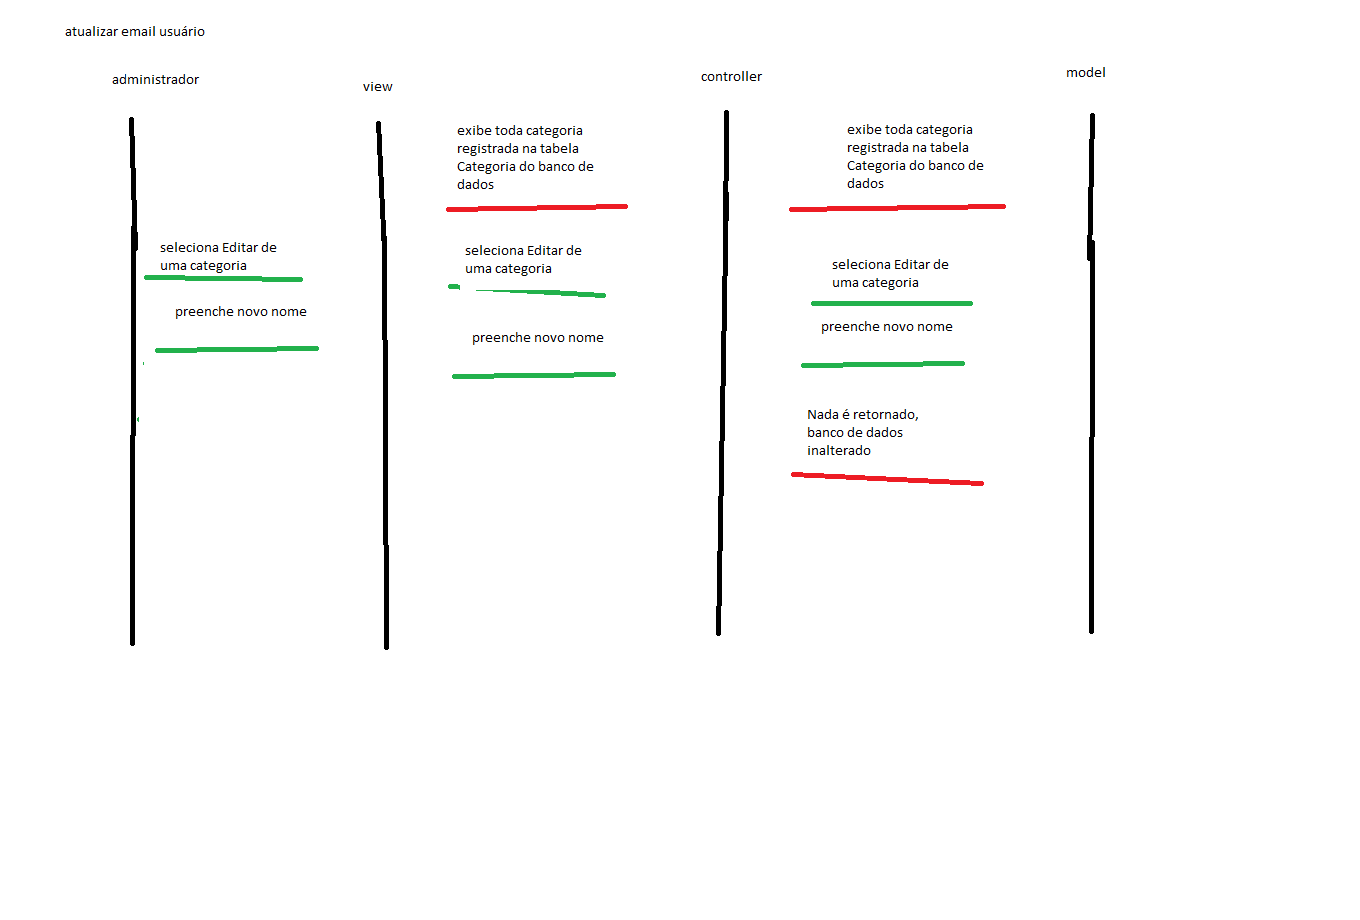 atualizar email usuário
administrador
view
controller
model
exibe toda categoria
registrada na tabela
Categoria do banco de
dados
exibe toda categoria
registrada na tabela
Categoria do banco de
dados
seleciona Editar de
uma categoria
seleciona Editar de
uma categoria
seleciona Editar de
uma categoria
preenche novo nome
preenche novo nome
preenche novo nome
Nada é retornado,
banco de dados
inalterado